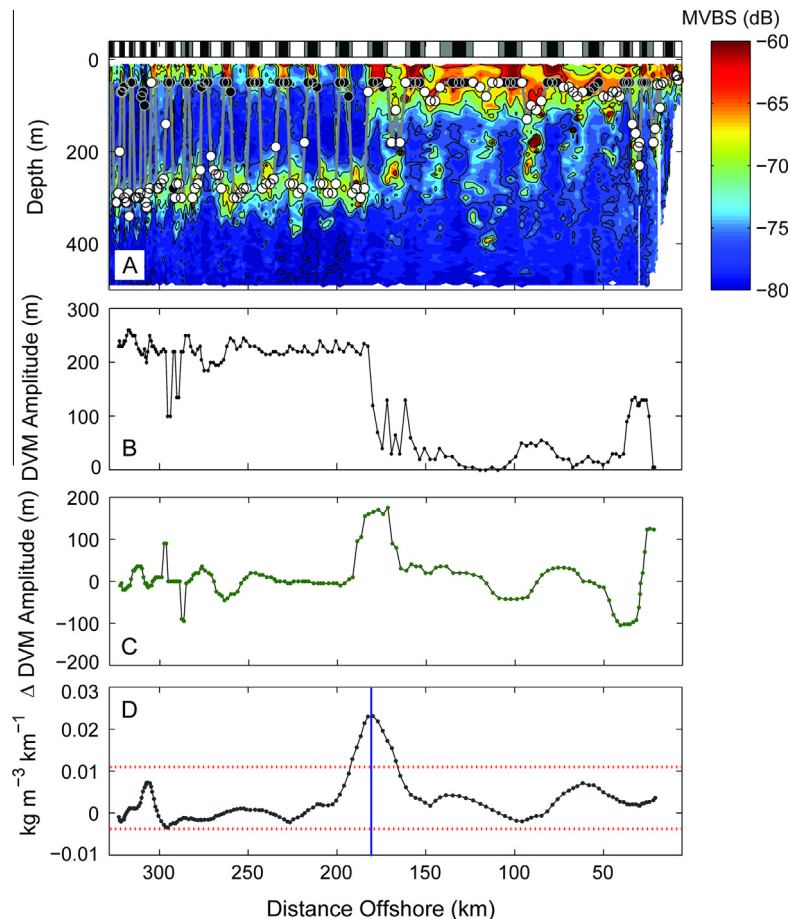 MVBS (dB)
0
200
400
Depth (m)
A
−60
−65
−70
−75
−80
300
200
100
0
DVM Amplitude (m)
B
200
100
0
−100
−200
Δ DVM Amplitude (m)
C
0.03
0.02
0.01
0
−0.01
kg m⁻³ km⁻¹
D
300 250 200 150 100 50
Distance Offshore (km)